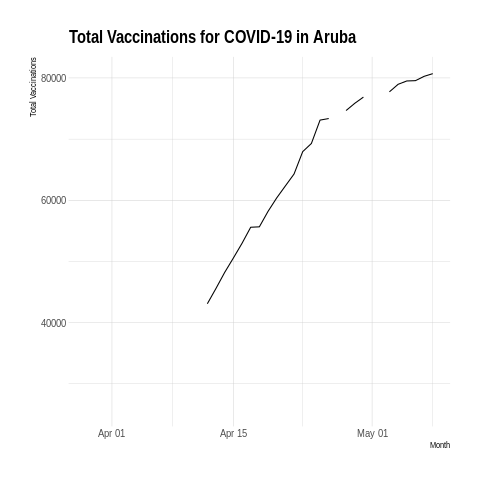 Total Vaccinations for COVID-19 in Aruba
Total Vaccinations
80000
60000
40000
Apr 01
Apr 15
May 01
Month